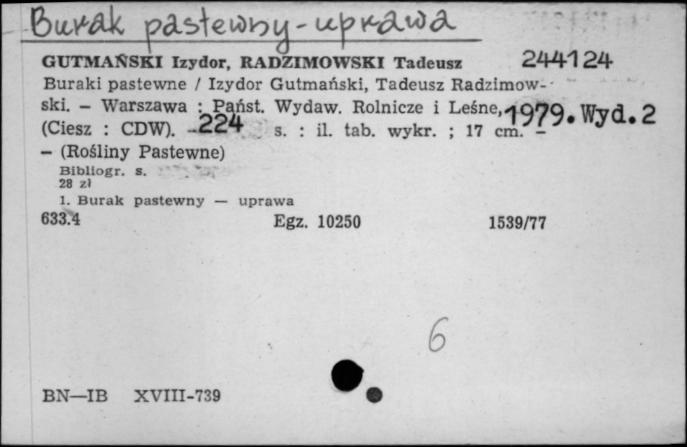 Burak pastewny - uprawa
GUTMAŃSKI Izydor, RADZIMOWSKI Tadeusz 244124
Buraki pastewne / Izydor Gutmański, Tadeusz Radzimow-
ski. — Warszawa : Państ. Wydaw. Rolnicze i Leśne, 1979. Wyd. 2
(Ciesz : CDW). 224 s. : il. tab. wykr. ; 17 cm. —
— (Rośliny Pastewne)
Bibliogr. s.
28 zł
1. Burak pastewny — uprawa
633.4 Egz. 10250 1539/77
6
BN—IB XVIII-739